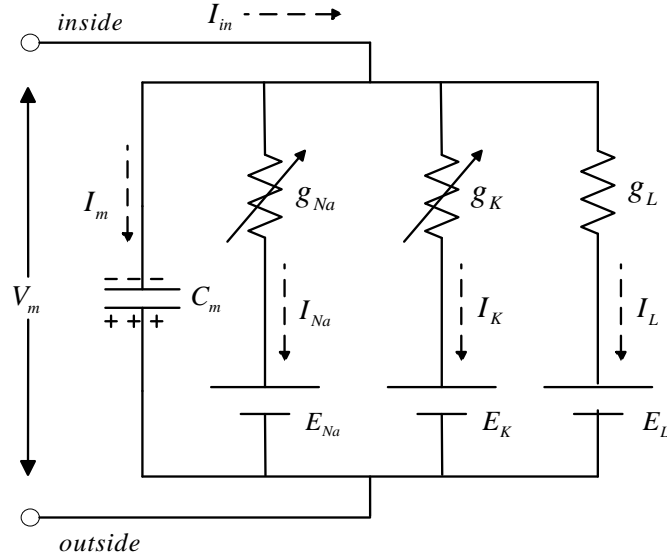 I_in
inside
I_m
g_Na
g_K
g_L
V_m
− − −
C_m
+ + +
I_Na
I_K
I_L
E_Na
E_K
E_L
outside